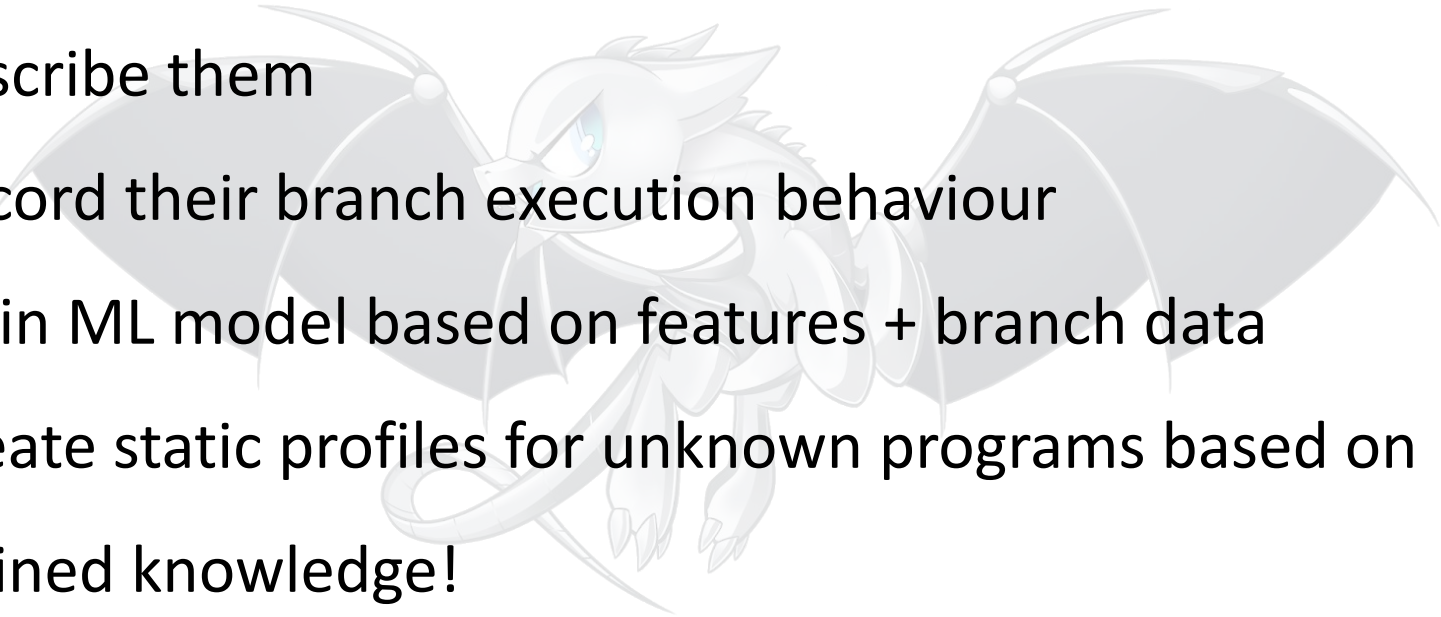 scribe them
cord their branch execution behaviour
in ML model based on features + branch data
eate static profiles for unknown programs based on
ined knowledge!